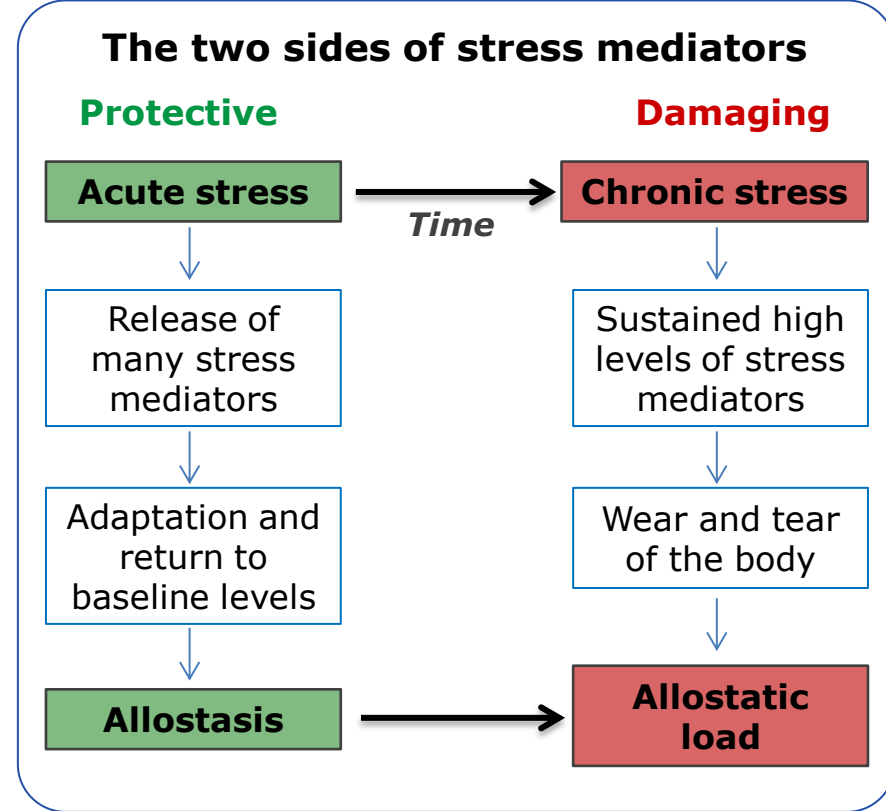 The two sides of stress mediators
Protective
Damaging
Acute stress
Time
Chronic stress
Release of
many stress
mediators
Sustained high
levels of stress
mediators
Adaptation and
return to
baseline levels
Wear and tear
of the body
Allostasis
Allostatic
load